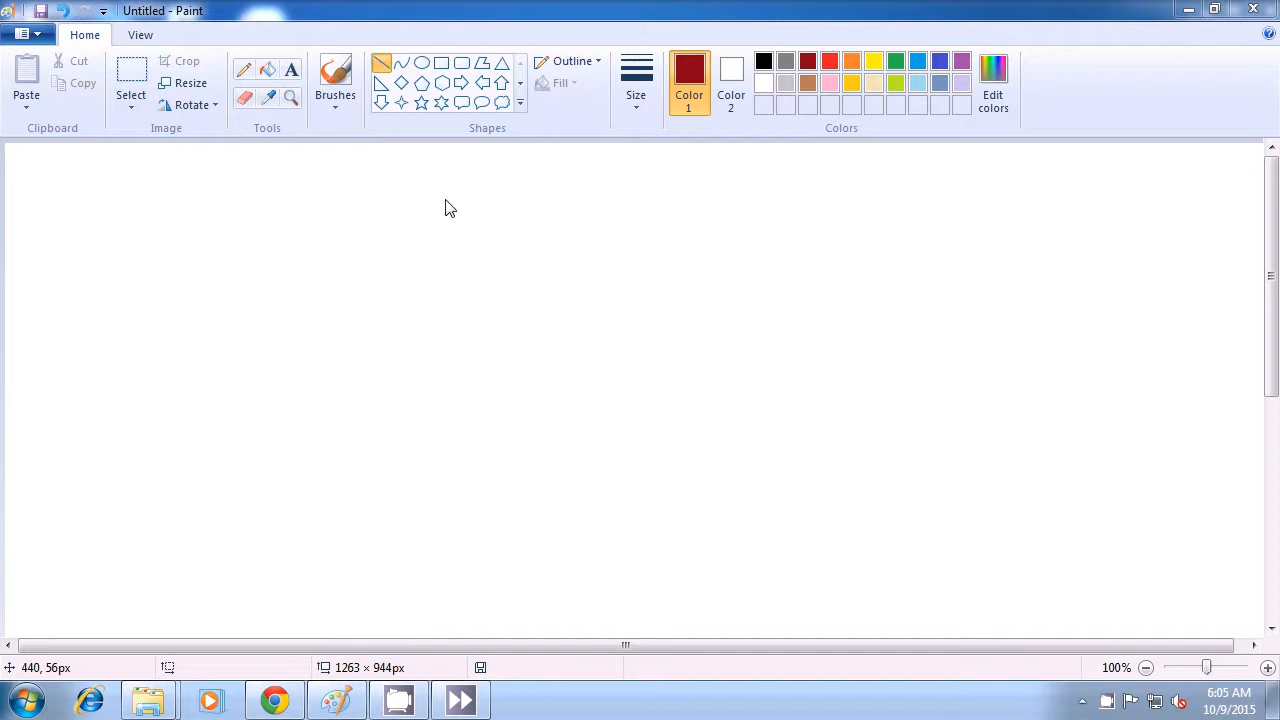 Untitled - Paint
Home View
Cut
Copy
Paste
Clipboard
Crop
Resize
Rotate
Select
Image
Tools
Brushes
Outline
Fill
Shapes
Size
Color 1
Color 2
Edit colors
Colors
440, 56px
1263 × 944px
100%
6:05 AM
10/9/2015